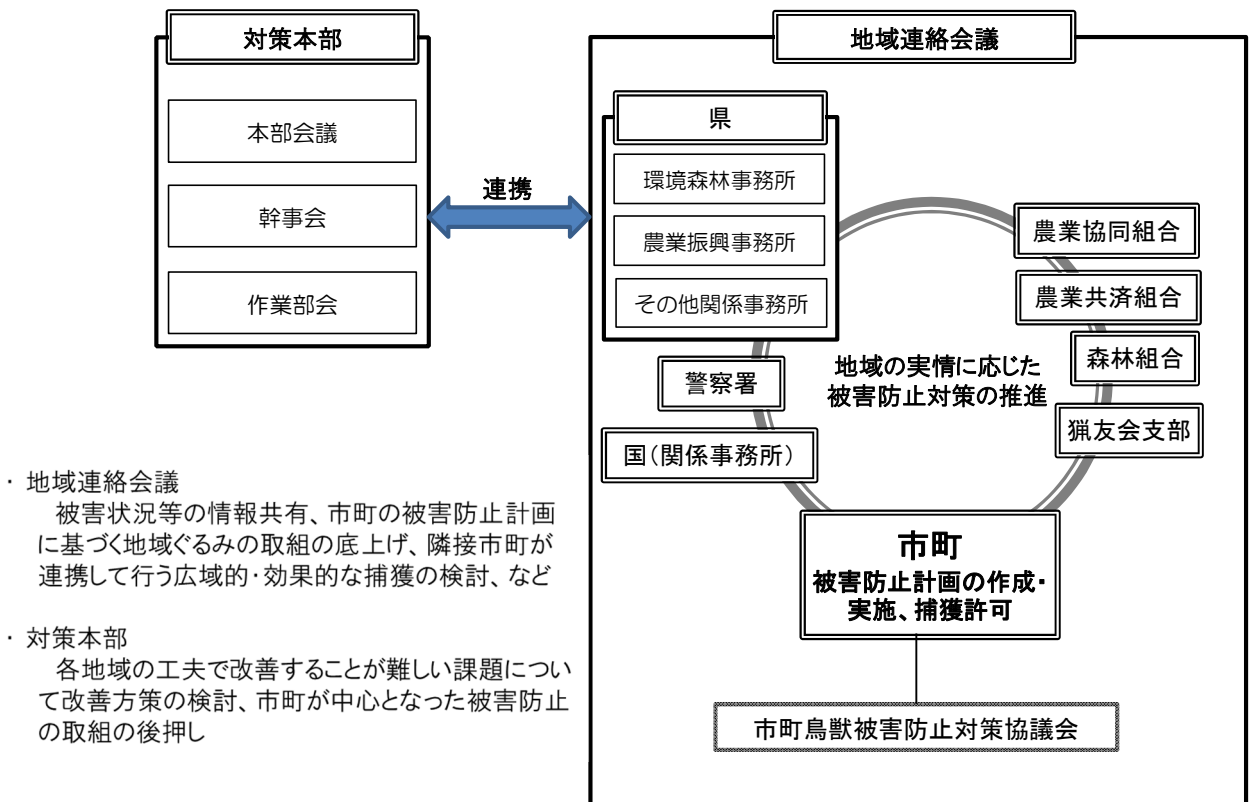 対策本部
本部会議
幹事会
作業部会
連携
地域連絡会議
県
環境森林事務所
農業振興事務所
その他関係事務所
警察署
国(関係事務所)
農業協同組合
農業共済組合
森林組合
猟友会支部
地域の実情に応じた
被害防止対策の推進
市町
被害防止計画の作成・
実施、捕獲許可
市町鳥獣被害防止対策協議会
・ 地域連絡会議
被害状況等の情報共有、市町の被害防止計画
に基づく地域ぐるみの取組の底上げ、隣接市町が
連携して行う広域的・効果的な捕獲の検討、など
・ 対策本部
各地域の工夫で改善することが難しい課題につい
て改善方策の検討、市町が中心となった被害防止
の取組の後押し